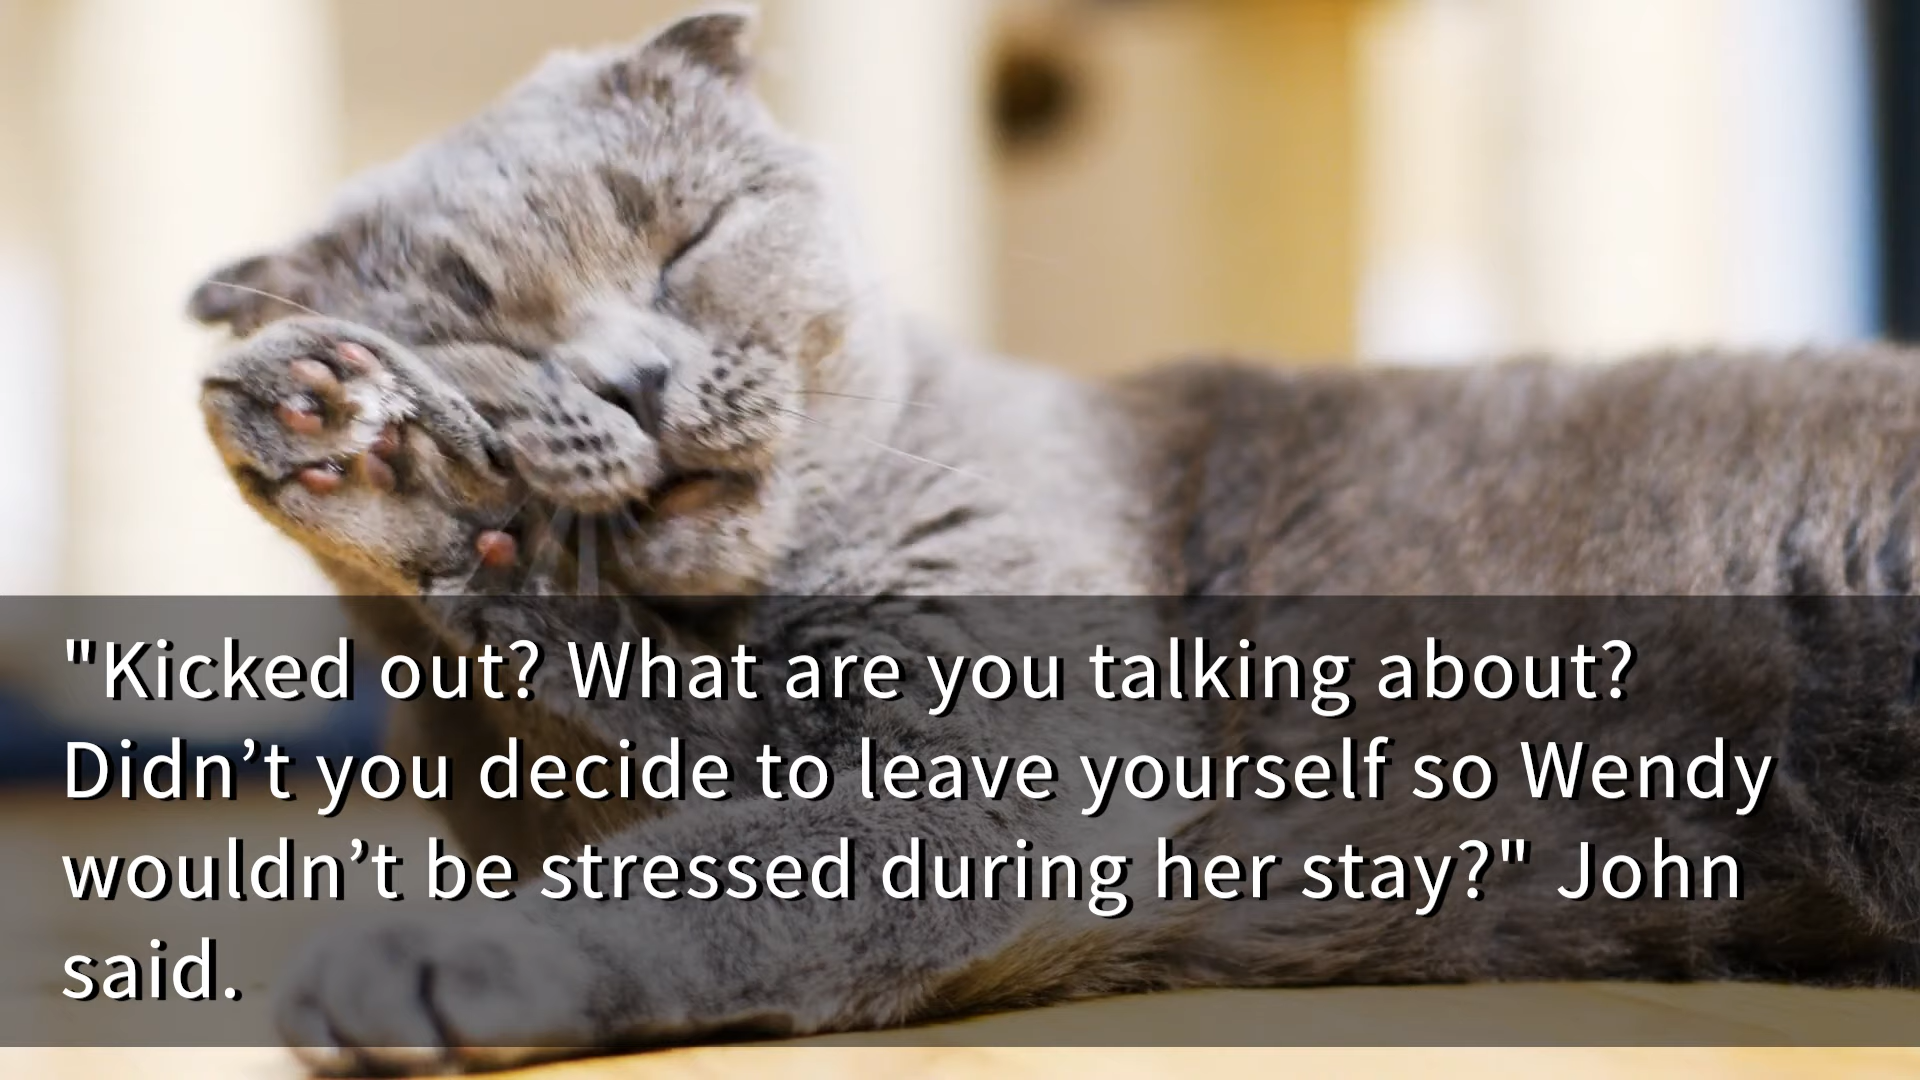 "Kicked out? What are you talking about?
Didn’t you decide to leave yourself so Wendy
wouldn’t be stressed during her stay?" John
said.